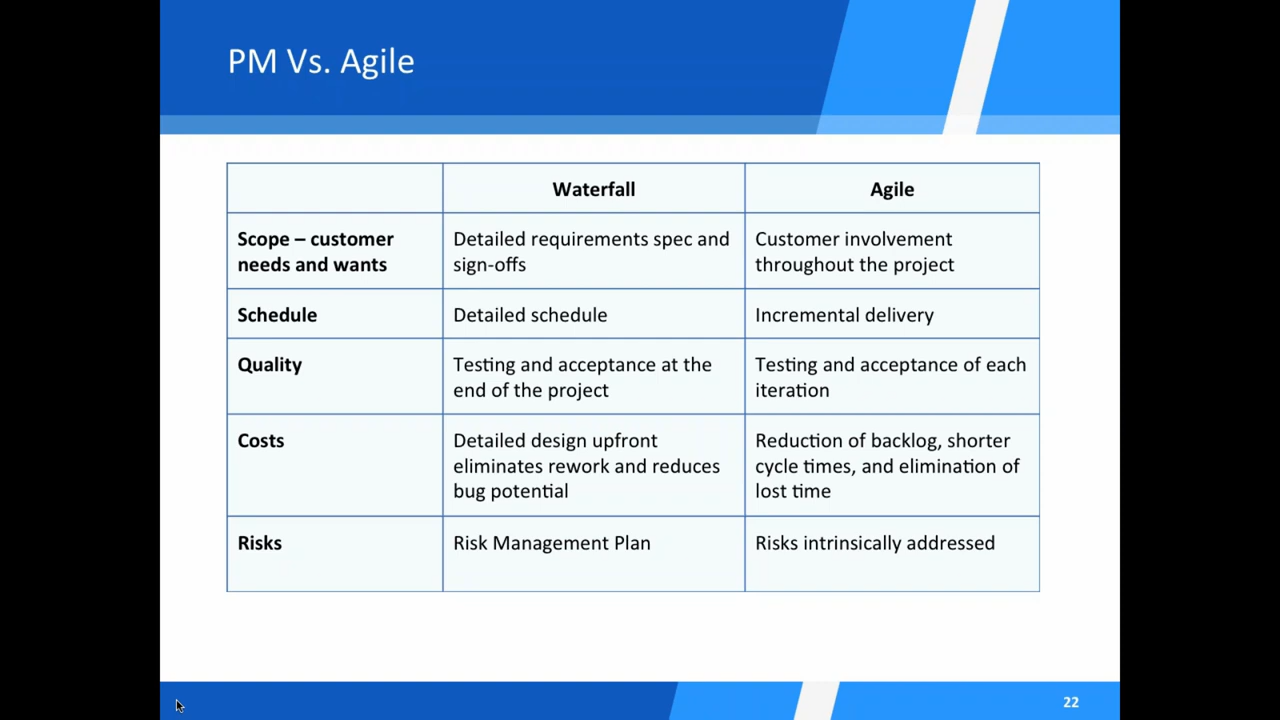 PM Vs. Agile
Waterfall
Agile
Scope – customer
needs and wants
Detailed requirements spec and
sign-offs
Customer involvement
throughout the project
Schedule
Detailed schedule
Incremental delivery
Quality
Testing and acceptance at the
end of the project
Testing and acceptance of each
iteration
Costs
Detailed design upfront
eliminates rework and reduces
bug potential
Reduction of backlog, shorter
cycle times, and elimination of
lost time
Risks
Risk Management Plan
Risks intrinsically addressed
22